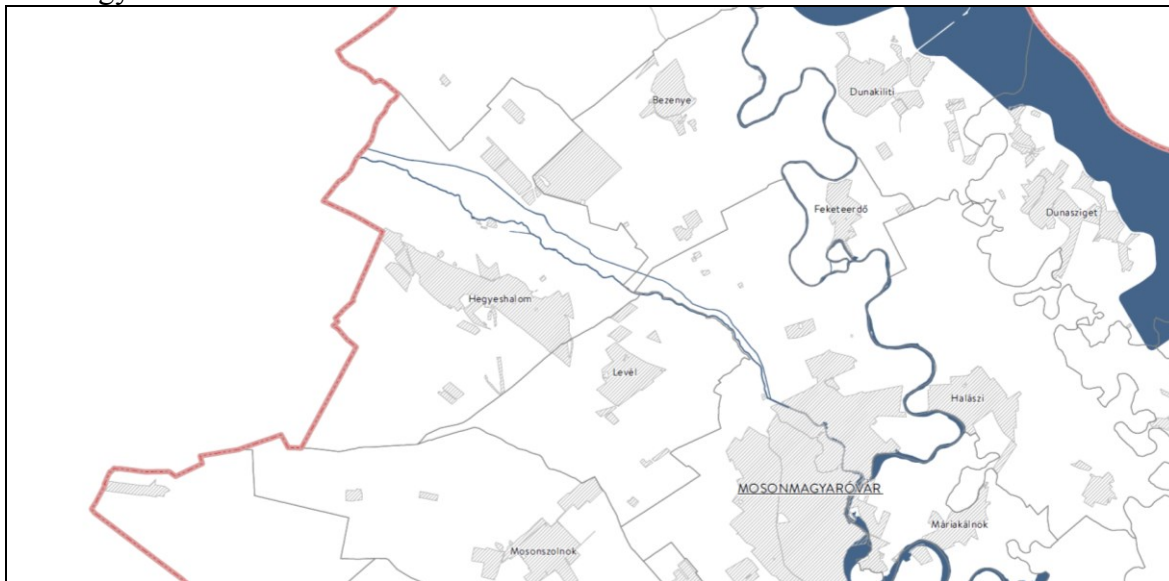 Bezenye
Dunakiliti
Feketeerdő
Dunasziget
Hegyeshalom
Levél
Halászi
MOSONMAGYARÓVÁR
Máriakálnok
Mosonszolnok